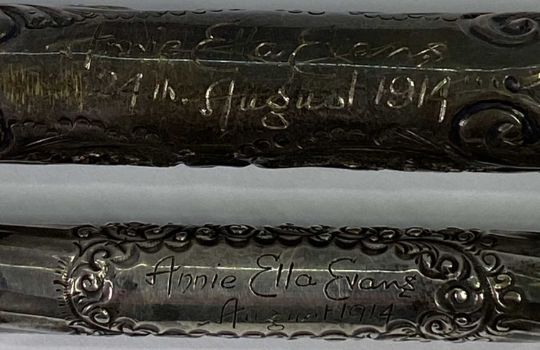 Annie Ella Evans
24th. August 1914
Annie Ella Evans
August 1914